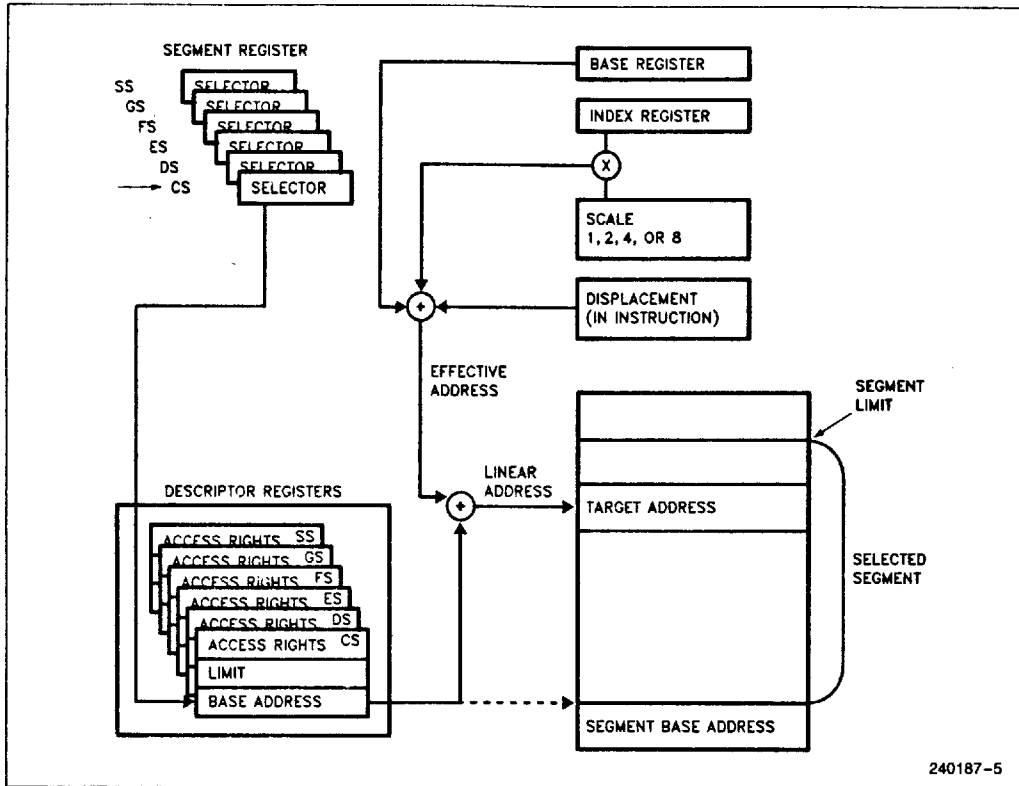 SEGMENT REGISTER
SS
GS
FS
ES
DS
CS
SELECTOR
SELECTOR
SELECTOR
SELECTOR
SELECTOR
SELECTOR
BASE REGISTER
INDEX REGISTER
X
SCALE
1, 2, 4, OR 8
DISPLACEMENT
(IN INSTRUCTION)
+
EFFECTIVE
ADDRESS
SEGMENT
LIMIT
LINEAR
ADDRESS
+
TARGET ADDRESS
SELECTED
SEGMENT
SEGMENT BASE ADDRESS
DESCRIPTOR REGISTERS
ACCESS RIGHTS SS
ACCESS RIGHTS GS
ACCESS RIGHTS FS
ACCESS RIGHTS ES
ACCESS RIGHTS DS
ACCESS RIGHTS CS
LIMIT
BASE ADDRESS
240187-5